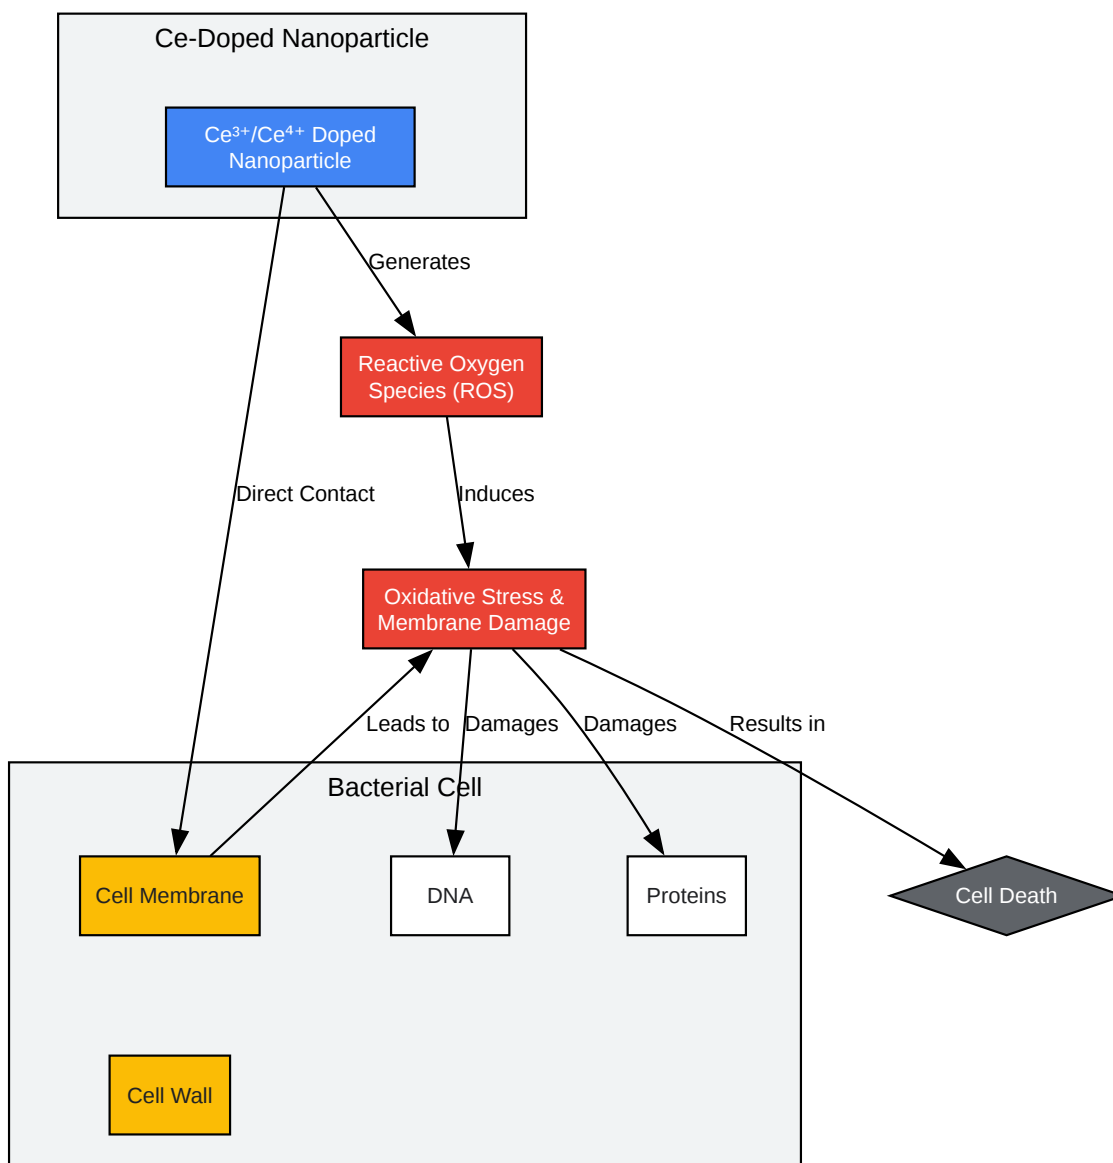 Ce-Doped Nanoparticle
Ce³⁺/Ce⁴⁺ Doped
Nanoparticle
Generates
Reactive Oxygen
Species (ROS)
Direct Contact
Induces
Oxidative Stress &
Membrane Damage
Leads to
Damages
Damages
Results in
Bacterial Cell
Cell Membrane
DNA
Proteins
Cell Death
Cell Wall